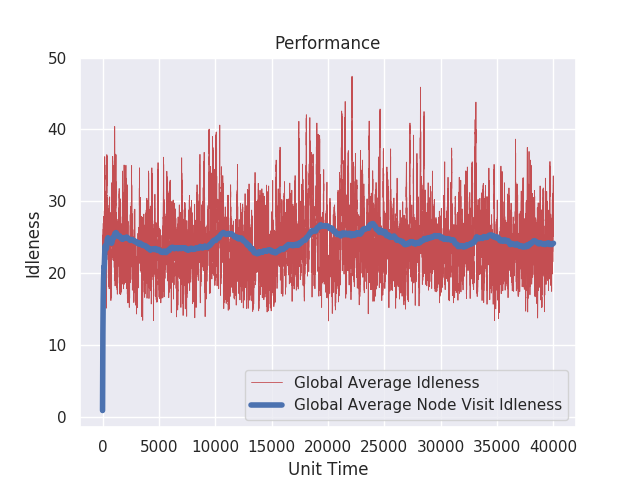 Performance
50
40
30
20
10
0
Idleness
Global Average Idleness
Global Average Node Visit Idleness
0 5000 10000 15000 20000 25000 30000 35000 40000
Unit Time